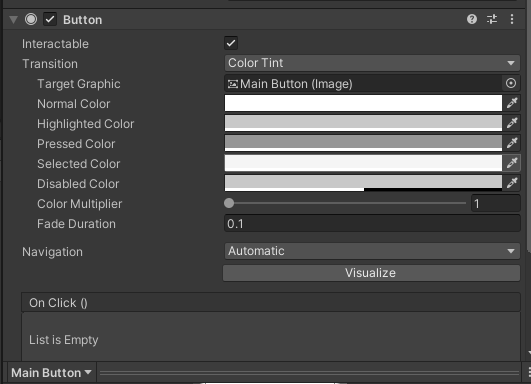 Button
Interactable
Transition Color Tint
Target Graphic Main Button (Image)
Normal Color
Highlighted Color
Pressed Color
Selected Color
Disabled Color
Color Multiplier 1
Fade Duration 0.1
Navigation Automatic
Visualize
On Click ()
List is Empty
Main Button